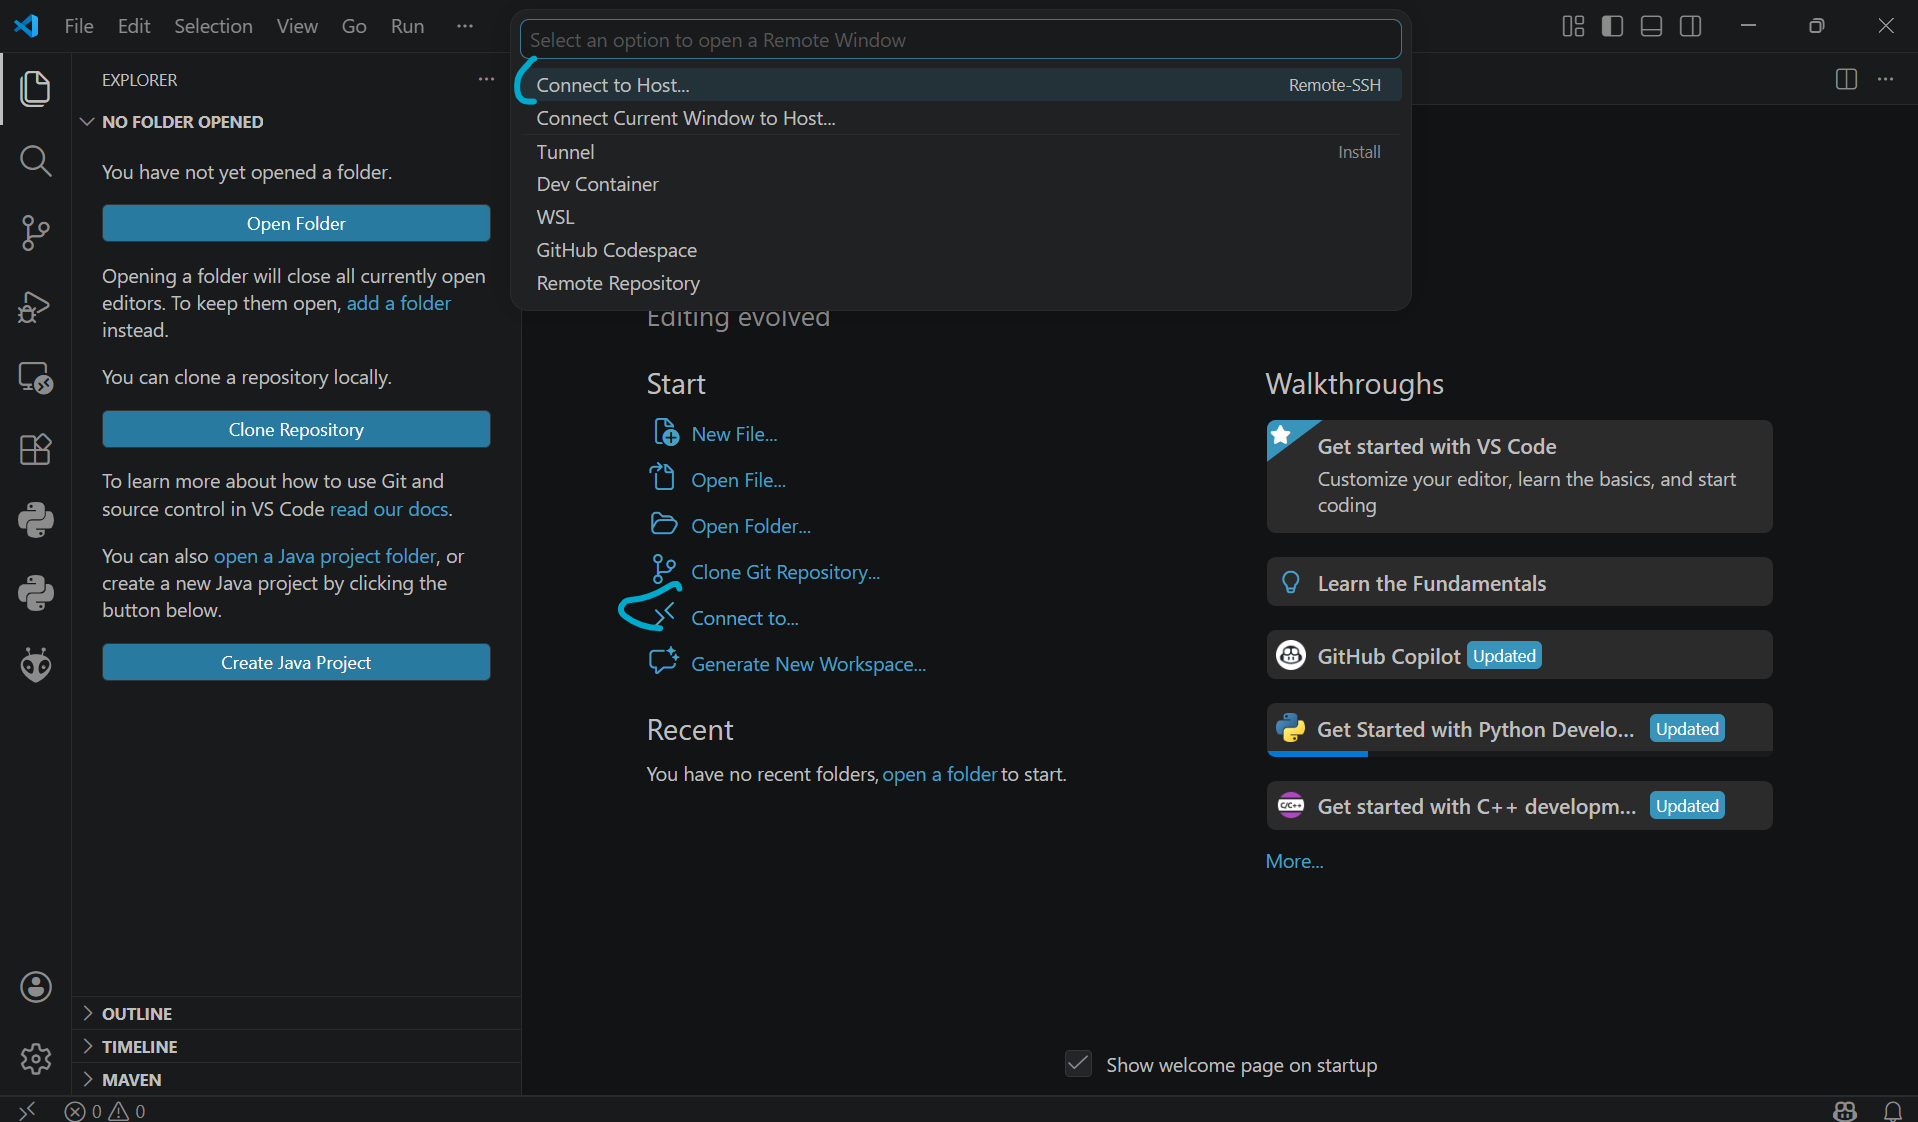 File Edit Selection View Go Run ···
Select an option to open a Remote Window
Connect to Host... Remote-SSH
Connect Current Window to Host...
Tunnel Install
Dev Container
WSL
GitHub Codespace
Remote Repository
EXPLORER
NO FOLDER OPENED
You have not yet opened a folder.
Open Folder
Opening a folder will close all currently open
editors. To keep them open, add a folder
instead.
You can clone a repository locally.
Clone Repository
To learn more about how to use Git and
source control in VS Code read our docs.
You can also open a Java project folder, or
create a new Java project by clicking the
button below.
Create Java Project
OUTLINE
TIMELINE
MAVEN
Editing evolved
Start
New File...
Open File...
Open Folder...
Clone Git Repository...
Connect to...
Generate New Workspace...
Recent
You have no recent folders, open a folder to start.
Walkthroughs
Get started with VS Code
Customize your editor, learn the basics, and start
coding
Learn the Fundamentals
GitHub Copilot Updated
Get Started with Python Develo... Updated
C/C++ Get started with C++ developm... Updated
More...
Show welcome page on startup
0 0